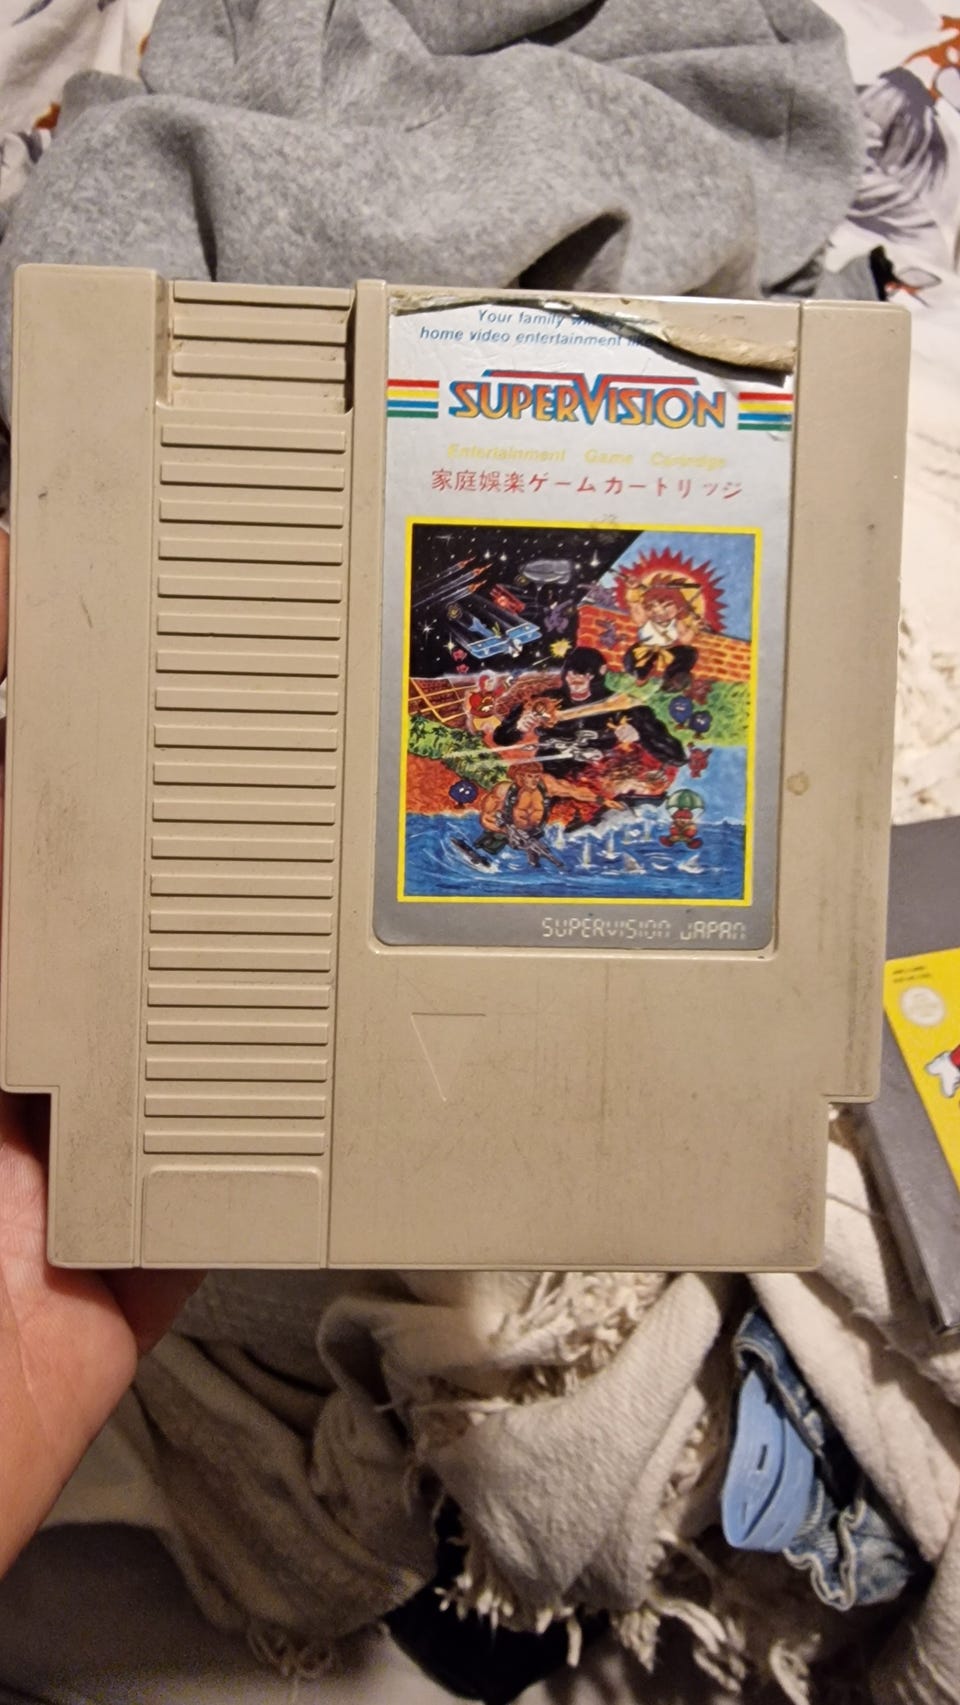 Your family
home video entertainment like
SUPERVISION
Entertainment Game Cartridge
家庭娯楽ゲームカートリッジ
SUPERVISION JAPAN